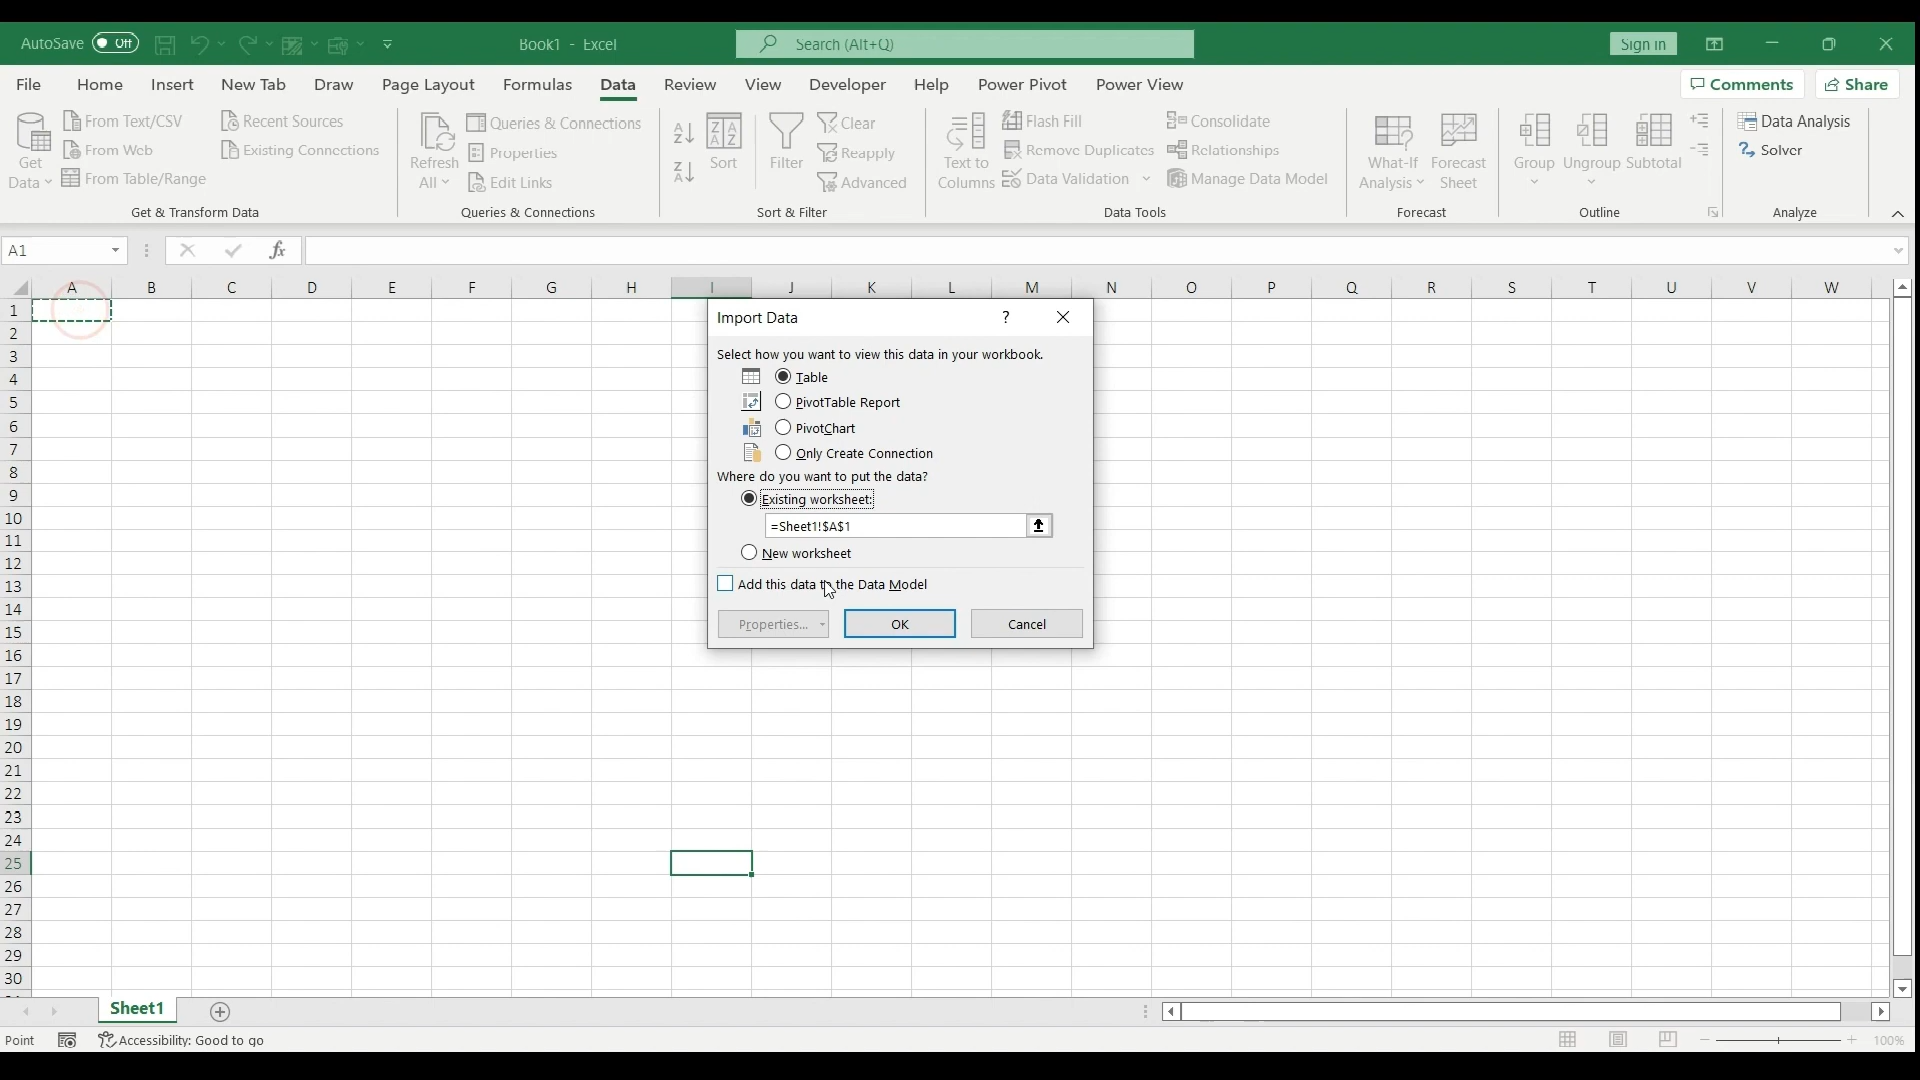 AutoSave Off Book1 - Excel Search (Alt+Q) Sign in
File Home Insert New Tab Draw Page Layout Formulas Data Review View Developer Help Power Pivot Power View Comments Share
Get Data
From Text/CSV
From Web
From Table/Range
Recent Sources
Existing Connections
Get & Transform Data
Refresh All
Queries & Connections
Properties
Edit Links
Queries & Connections
Sort
Filter
Clear
Reapply
Advanced
Sort & Filter
Text to Columns
Flash Fill
Remove Duplicates
Data Validation
Consolidate
Relationships
Manage Data Model
Data Tools
What-If Analysis
Forecast Sheet
Forecast
Group
Ungroup
Subtotal
Outline
Data Analysis
Solver
Analyze
A1 fx
A B C D E F G H I J K L M N O P Q R S T U V W
1
2
3
4
5
6
7
8
9
10
11
12
13
14
15
16
17
18
19
20
21
22
23
24
25
26
27
28
29
30
Import Data ?
Select how you want to view this data in your workbook.
Table
PivotTable Report
PivotChart
Only Create Connection
Where do you want to put the data?
Existing worksheet:
=Sheet1!$A$1
New worksheet
Add this data to the Data Model
Properties... OK Cancel
Sheet1
Point Accessibility: Good to go 100%